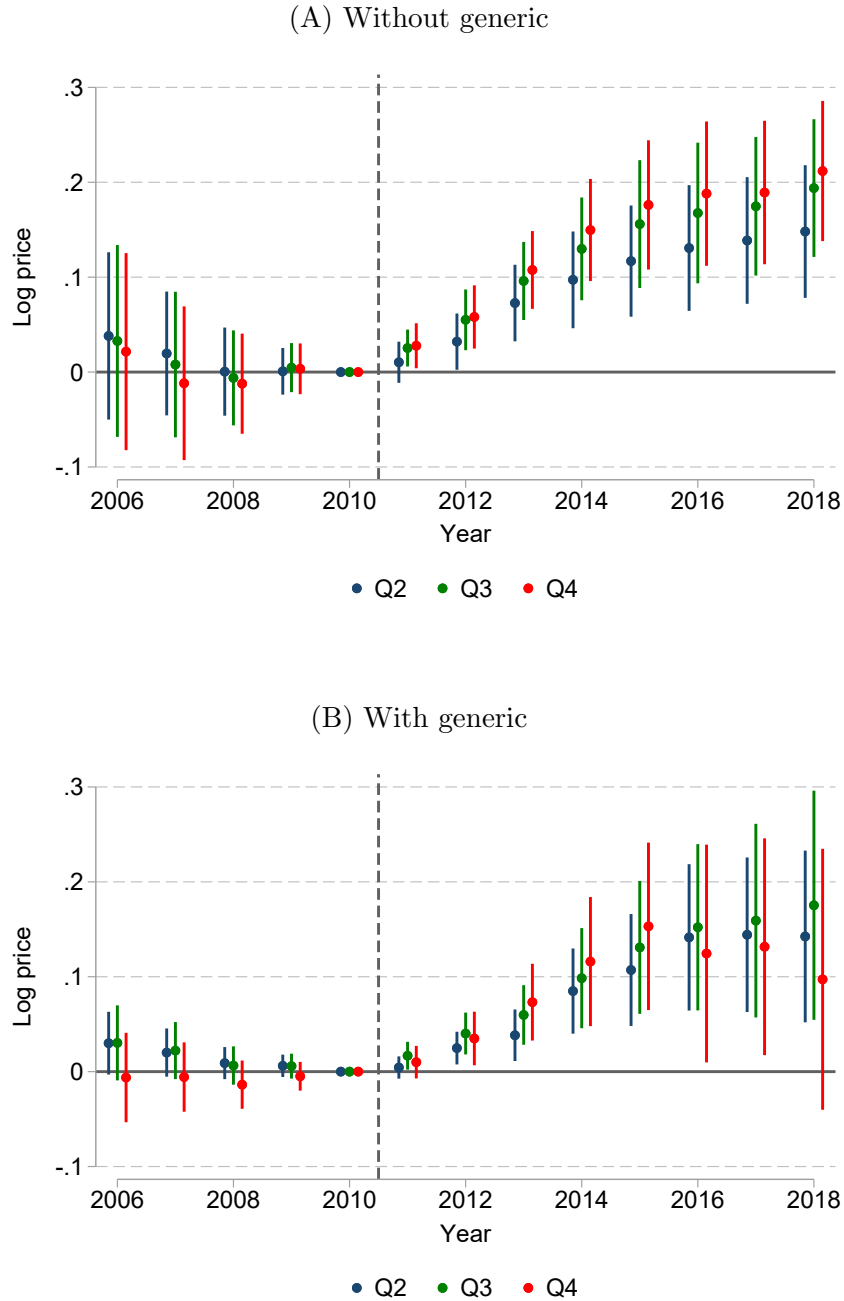 (A) Without generic
.3
.2
.1
0
-.1
Log price
2006 2008 2010 2012 2014 2016 2018
Year
Q2 Q3 Q4
(B) With generic
.3
.2
.1
0
-.1
Log price
2006 2008 2010 2012 2014 2016 2018
Year
Q2 Q3 Q4